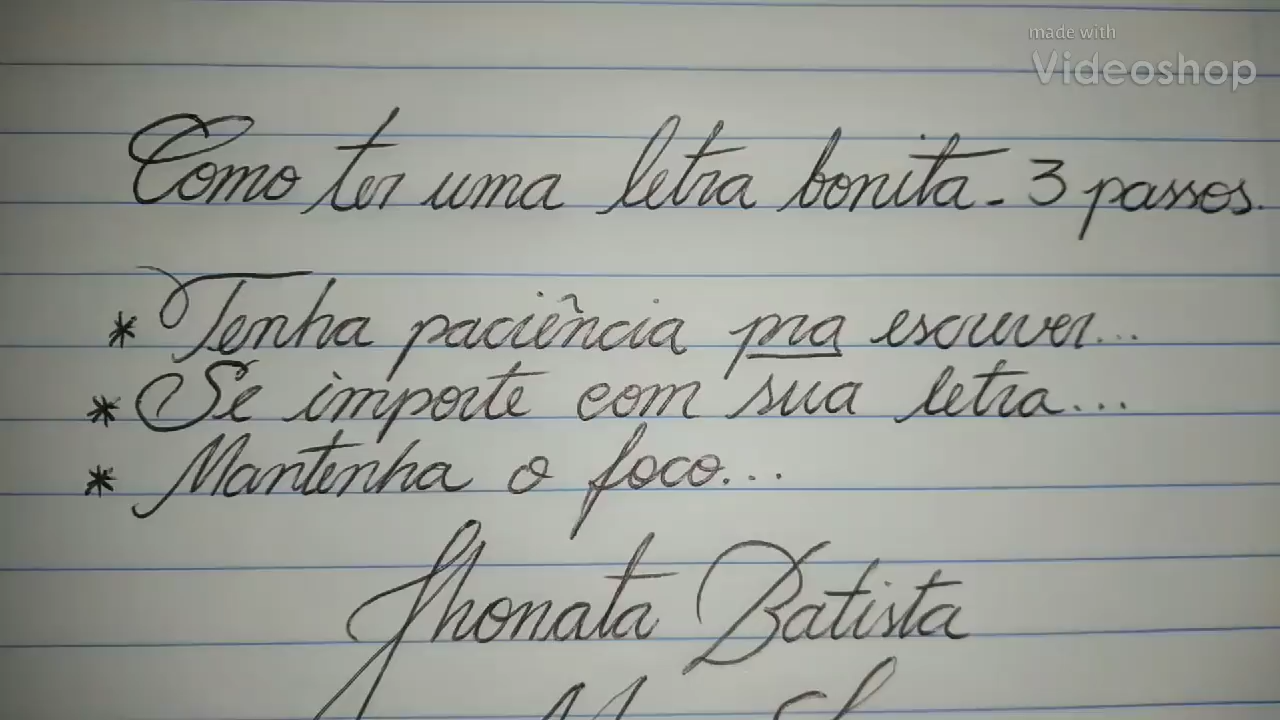 made with
Videoshop
Como ter uma letra bonita - 3 passos.
* Tenha paciência pra escrever...
* Se importe com sua letra...
* Mantenha o foco...
Jhonata Batista